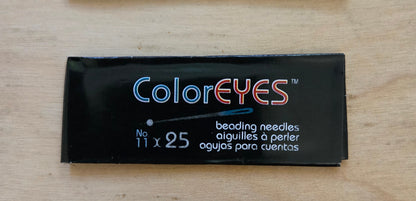 ColorEYES™
No 11 x 25
beading needles
aiguilles à perler
agujas para cuentas